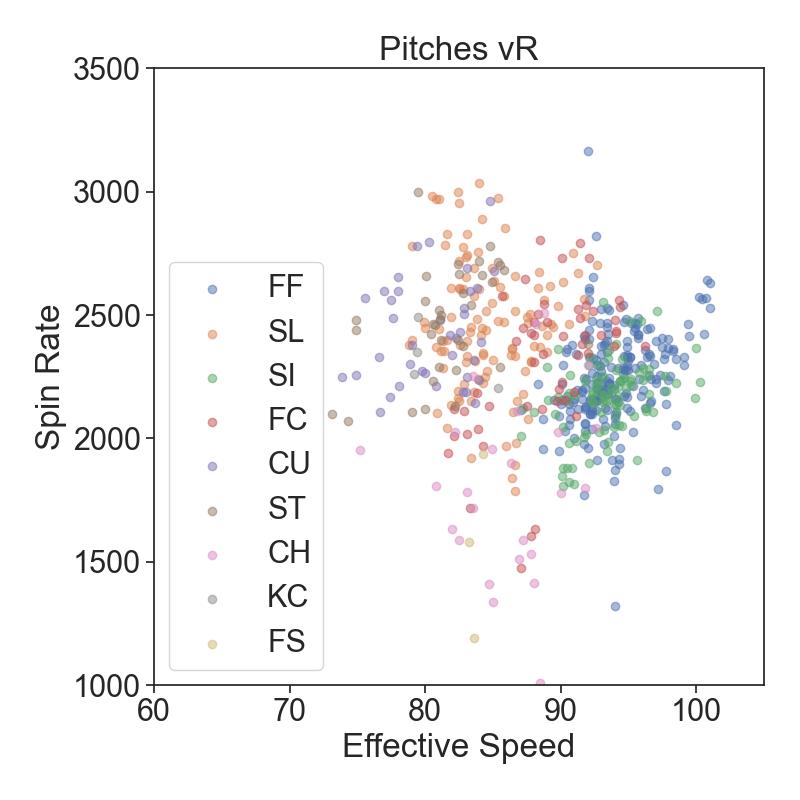 Pitches vR
3500
3000
2500
2000
1500
1000
Spin Rate
FF
SL
SI
FC
CU
ST
CH
KC
FS
60 70 80 90 100
Effective Speed